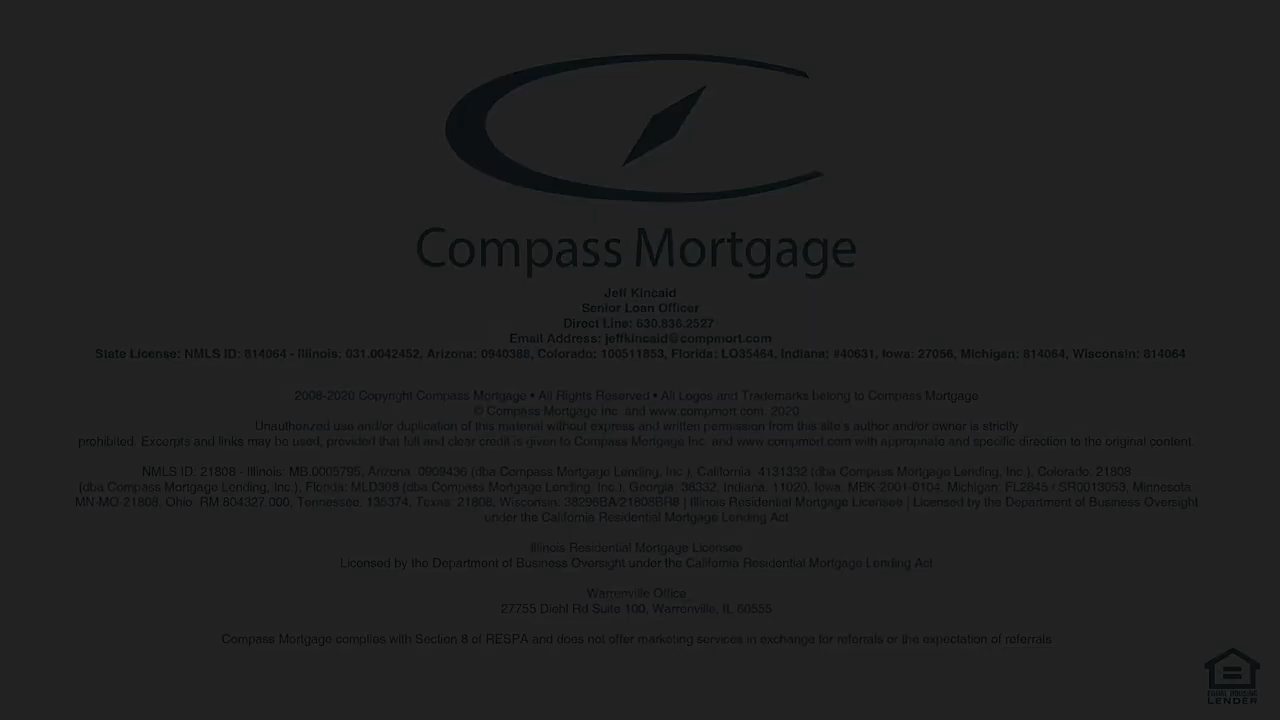 Compass Mortgage
Jeff Kincaid
Senior Loan Officer
Direct Line: 630.836.2527
Email Address: jeffkincaid@compmort.com
State License: NMLS ID: 814064 - Illinois: 031.0042452, Arizona: 0940388, Colorado: 100511853, Florida: LO35464, Indiana: #40631, Iowa: 27056, Michigan: 814064, Wisconsin: 814064
2006-2020 Copyright Compass Mortgage • All Rights Reserved • All Logos and Trademarks belong to Compass Mortgage
© Compass Mortgage Inc. and www.compmort.com, 2020
Unauthorized use and/or duplication of this material without express and written permission from this site's author and/or owner is strictly
prohibited. Excerpts and links may be used, provided that full and clear credit is given to Compass Mortgage Inc. and www.compmort.com with appropriate and specific direction to the original content.
NMLS ID: 21808 - Illinois: MB.0005795, Arizona: 0909436 (dba Compass Mortgage Lending, Inc.), California: 4131332 (dba Compass Mortgage Lending, Inc.), Colorado: 21808
(dba Compass Mortgage Lending, Inc.), Florida: MLD308 (dba Compass Mortgage Lending, Inc.), Georgia: 36332, Indiana: 11020, Iowa: MBK-2001-0104, Michigan: FL2845 / SR0013053, Minnesota:
MN-MO-21808, Ohio: RM.804327.000, Tennessee: 135374, Texas: 21808, Wisconsin: 38296BA/21808BR8 | Illinois Residential Mortgage Licensee | Licensed by the Department of Business Oversight
under the California Residential Mortgage Lending Act
Illinois Residential Mortgage Licensee
Licensed by the Department of Business Oversight under the California Residential Mortgage Lending Act
Warrenville Office
27755 Diehl Rd Suite 100, Warrenville, IL 60555
Compass Mortgage complies with Section 8 of RESPA and does not offer marketing services in exchange for referrals or the expectation of referrals
EQUAL HOUSING
LENDER